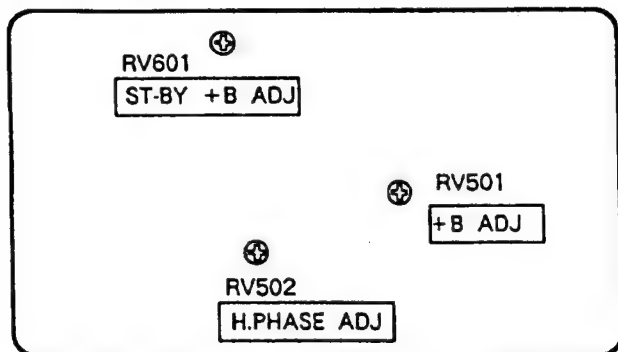 RV601
ST-BY +B ADJ
RV501
+B ADJ
RV502
H.PHASE ADJ